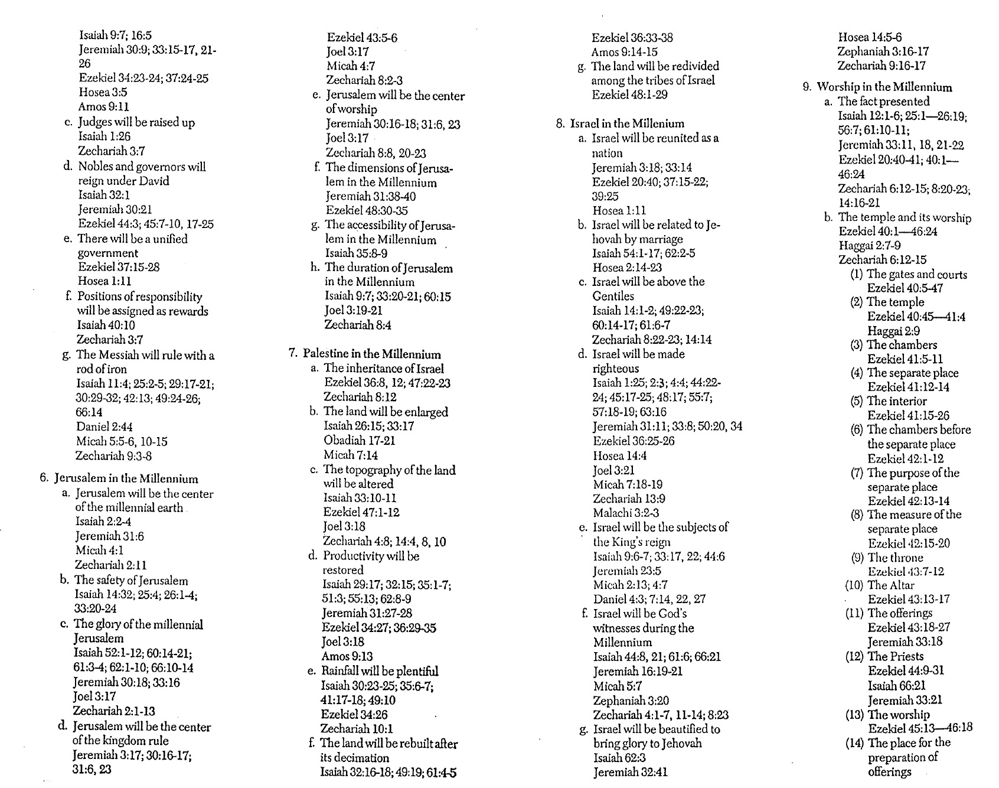 Isaiah 9:7; 16:5
Jeremiah 30:9; 33:15-17, 21-
26
Ezekiel 34:23-24; 37:24-25
Hosea 3:5
Amos 9:11
c. Judges will be raised up
Isaiah 1:26
Zechariah 3:7
d. Nobles and governors will
reign under David
Isaiah 32:1
Jeremiah 30:21
Ezekiel 44:3; 45:7-10, 17-25
e. There will be a unified
government
Ezekiel 37:15-28
Hosea 1:11
f. Positions of responsibility
will be assigned as rewards
Isaiah 40:10
Zechariah 3:7
g. The Messiah will rule with a
rod of iron
Isaiah 11:4; 25:2-5; 29:17-21;
30:29-32; 42:13; 49:24-26;
66:14
Daniel 2:44
Micah 5:5-6, 10-15
Zechariah 9:3-8
6. Jerusalem in the Millennium
a. Jerusalem will be the center
of the millennial earth
Isaiah 2:2-4
Jeremiah 31:6
Micah 4:1
Zechariah 2:11
b. The safety of Jerusalem
Isaiah 14:32; 25:4; 26:1-4;
33:20-24
c. The glory of the millennial
Jerusalem
Isaiah 52:1-12; 60:14-21;
61:3-4; 62:1-10; 66:10-14
Jeremiah 30:18; 33:16
Joel 3:17
Zechariah 2:1-13
d. Jerusalem will be the center
of the kingdom rule
Jeremiah 3:17; 30:16-17;
31:6, 23
Ezekiel 43:5-6
Joel 3:17
Micah 4:7
Zechariah 8:2-3
e. Jerusalem will be the center
of worship
Jeremiah 30:16-18; 31:6, 23
Joel 3:17
Zechariah 8:8, 20-23
f. The dimensions of Jerusa-
lem in the Millennium
Jeremiah 31:38-40
Ezekiel 48:30-35
g. The accessibility of Jerusa-
lem in the Millennium
Isaiah 35:8-9
h. The duration of Jerusalem
in the Millennium
Isaiah 9:7; 33:20-21; 60:15
Joel 3:19-21
Zechariah 8:4
7. Palestine in the Millennium
a. The inheritance of Israel
Ezekiel 36:8, 12; 47:22-23
Zechariah 8:12
b. The land will be enlarged
Isaiah 26:15; 33:17
Obadiah 17-21
Micah 7:14
c. The topography of the land
will be altered
Isaiah 33:10-11
Ezekiel 47:1-12
Joel 3:18
Zechariah 4:8; 14:4, 8, 10
d. Productivity will be
restored
Isaiah 29:17; 32:15; 35:1-7;
51:3; 55:13; 62:8-9
Jeremiah 31:27-28
Ezekiel 34:27; 36:29-35
Joel 3:18
Amos 9:13
e. Rainfall will be plentiful
Isaiah 30:23-25; 35:6-7;
41:17-18; 49:10
Ezekiel 34:26
Zechariah 10:1
f. The land will be rebuilt after
its decimation
Isaiah 32:16-18; 49:19; 61:4-5
Ezekiel 36:33-38
Amos 9:14-15
g. The land will be redivided
among the tribes of Israel
Ezekiel 48:1-29
8. Israel in the Millenium
a. Israel will be reunited as a
nation
Jeremiah 3:18; 33:14
Ezekiel 20:40; 37:15-22;
39:25
Hosea 1:11
b. Israel will be related to Je-
hovah by marriage
Isaiah 54:1-17; 62:2-5
Hosea 2:14-23
c. Israel will be above the
Gentiles
Isaiah 14:1-2; 49:22-23;
60:14-17; 61:6-7
Zechariah 8:22-23; 14:14
d. Israel will be made
righteous
Isaiah 1:25; 2:3; 4:4; 44:22-
24; 45:17-25; 48:17; 55:7;
57:18-19; 63:16
Jeremiah 31:11; 33:8; 50:20, 34
Ezekiel 36:25-26
Hosea 14:4
Joel 3:21
Micah 7:18-19
Zechariah 13:9
Malachi 3:2-3
e. Israel will be the subjects of
the King's reign
Isaiah 9:6-7; 33:17, 22; 44:6
Jeremiah 23:5
Micah 2:13; 4:7
Daniel 4:3; 7:14, 22, 27
f. Israel will be God's
witnesses during the
Millennium
Isaiah 44:8, 21; 61:6; 66:21
Jeremiah 16:19-21
Micah 5:7
Zephaniah 3:20
Zechariah 4:1-7, 11-14; 8:23
g. Israel will be beautified to
bring glory to Jehovah
Isaiah 62:3
Jeremiah 32:41
Hosea 14:5-6
Zephaniah 3:16-17
Zechariah 9:16-17
9. Worship in the Millennium
a. The fact presented
Isaiah 12:1-6; 25:1—26:19;
56:7; 61:10-11;
Jeremiah 33:11, 18, 21-22
Ezekiel 20:40-41; 40:1—
46:24
Zechariah 6:12-15; 8:20-23;
14:16-21
b. The temple and its worship
Ezekiel 40:1—46:24
Haggai 2:7-9
Zechariah 6:12-15
(1) The gates and courts
Ezekiel 40:5-47
(2) The temple
Ezekiel 40:45—41:4
Haggai 2:9
(3) The chambers
Ezekiel 41:5-11
(4) The separate place
Ezekiel 41:12-14
(5) The interior
Ezekiel 41:15-26
(6) The chambers before
the separate place
Ezekiel 42:1-12
(7) The purpose of the
separate place
Ezekiel 42:13-14
(8) The measure of the
separate place
Ezekiel 42:15-20
(9) The throne
Ezekiel 43:7-12
(10) The Altar
Ezekiel 43:13-17
(11) The offerings
Ezekiel 43:18-27
Jeremiah 33:18
(12) The Priests
Ezekiel 44:9-31
Isaiah 66:21
Jeremiah 33:21
(13) The worship
Ezekiel 45:13—46:18
(14) The place for the
preparation of
offerings